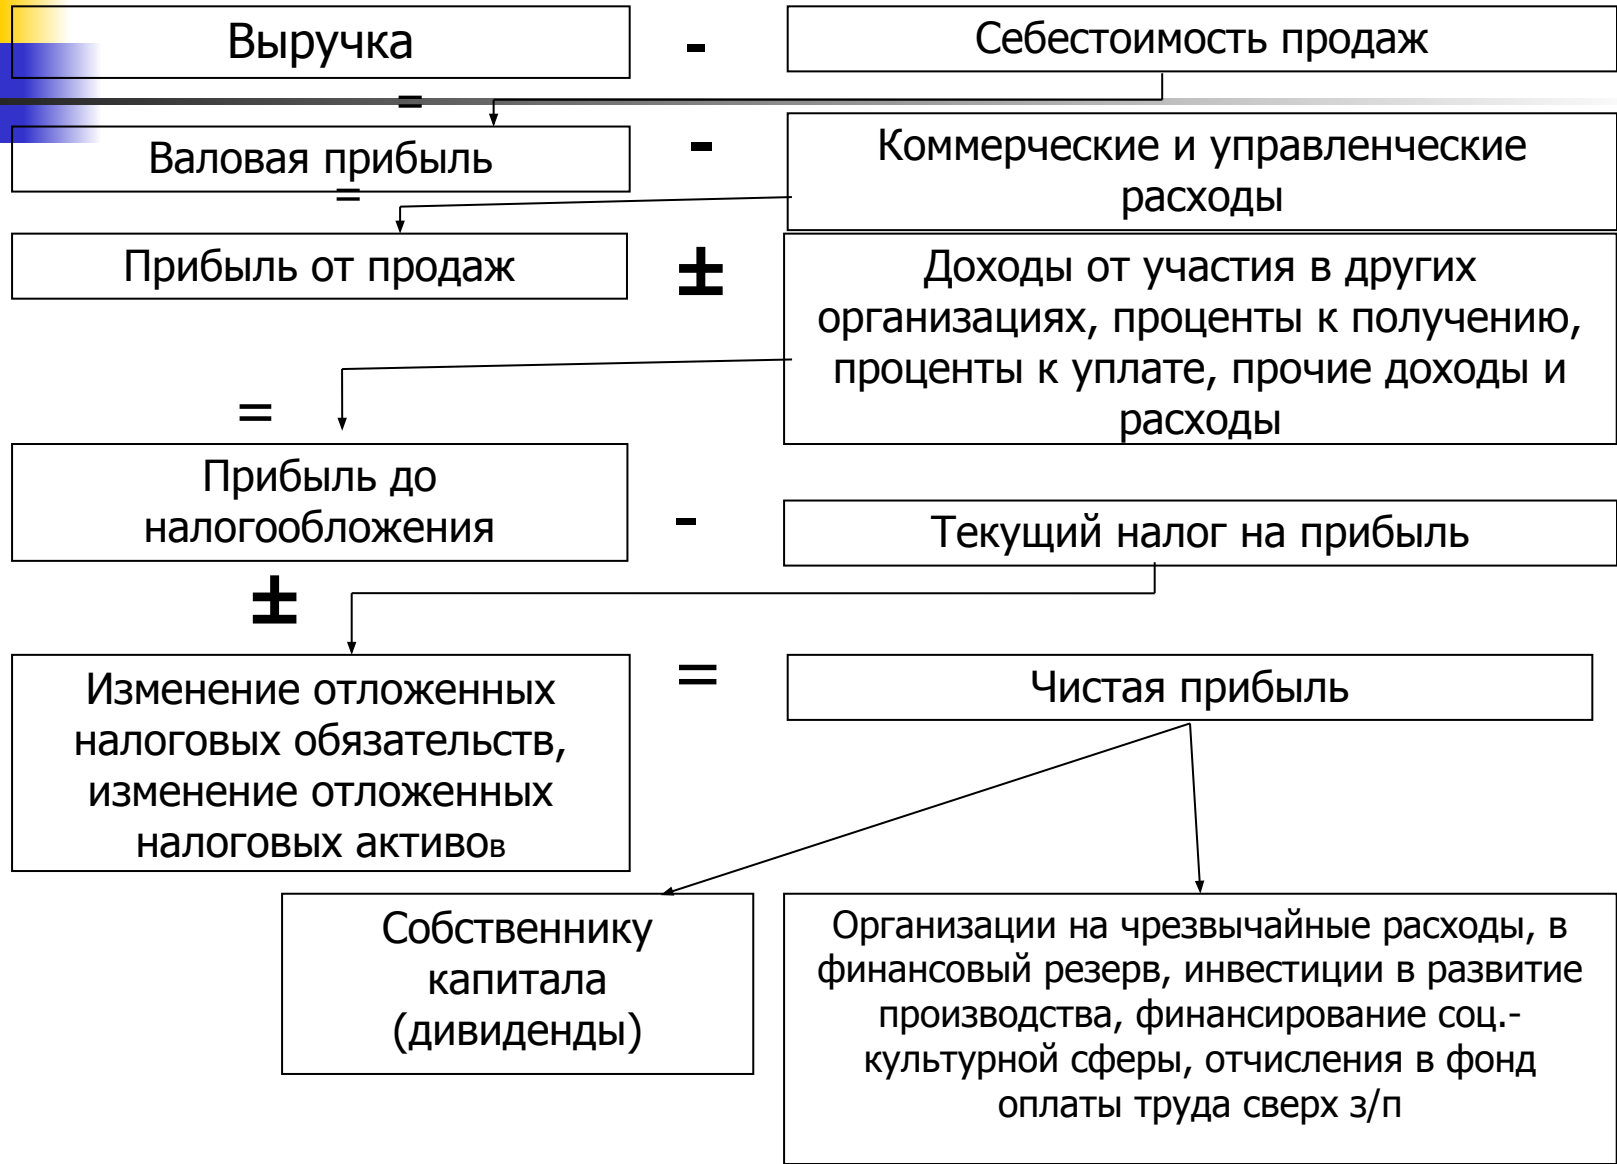 Выручка
-
Себестоимость продаж
=
Валовая прибыль
-
Коммерческие и управленческие
расходы
=
Прибыль от продаж
±
Доходы от участия в других
организациях, проценты к получению,
проценты к уплате, прочие доходы и
расходы
=
Прибыль до
налогообложения
-
Текущий налог на прибыль
±
Изменение отложенных
налоговых обязательств,
изменение отложенных
налоговых активов
=
Чистая прибыль
Собственнику
капитала
(дивиденды)
Организации на чрезвычайные расходы, в
финансовый резерв, инвестиции в развитие
производства, финансирование соц.-
культурной сферы, отчисления в фонд
оплаты труда сверх з/п